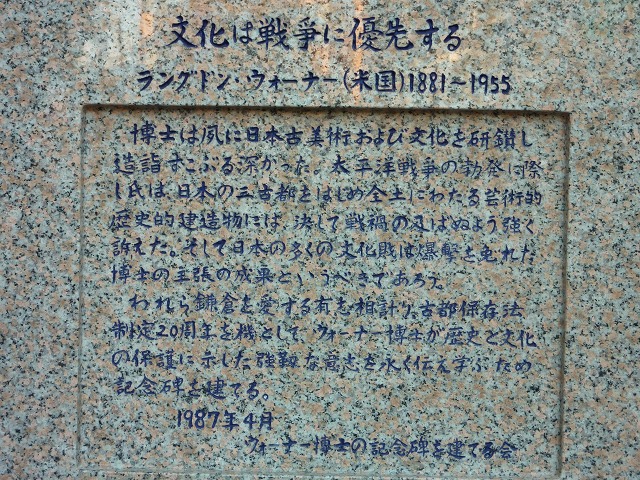 文化は戦争に優先する
ラングドン・ウォーナー(米国)1881~1955
博士は夙に日本古美術および文化を研鑚し
造詣すこぶる深かった。太平洋戦争の勃発に際
し氏は、日本の三古都をはじめ全土にわたる芸術的
歴史的建造物には、決して戦禍の及ばぬよう強く
訴えた。そして日本の多くの文化財は爆撃を免れた
博士の主張の成果というべきであろう。
われら鎌倉を愛する有志相計り、古都保存法
制定20周年を機として、ウォーナー博士が歴史と文化
の保護に示した強靱な意志を永く伝え学ぶため
記念碑を建てる。
1987年4月
ウォーナー博士の記念碑を建てる会